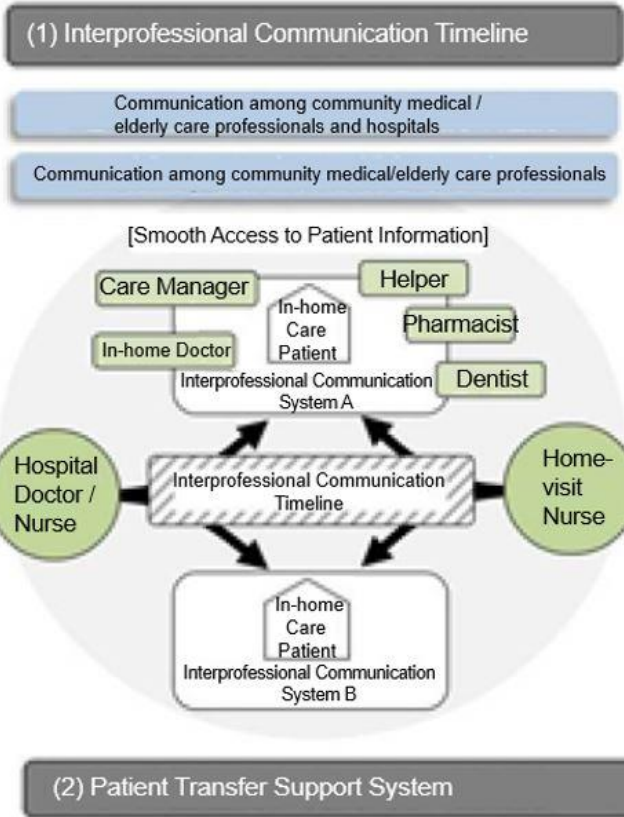 (1) Interprofessional Communication Timeline
Communication among community medical /
elderly care professionals and hospitals
Communication among community medical/elderly care professionals
[Smooth Access to Patient Information]
Care Manager
Helper
In-home
Care
Patient
Pharmacist
In-home Doctor
Dentist
Interprofessional Communication
System A
Hospital
Doctor /
Nurse
Interprofessional Communication
Timeline
Home-
visit
Nurse
In-home
Care
Patient
Interprofessional Communication
System B
(2) Patient Transfer Support System